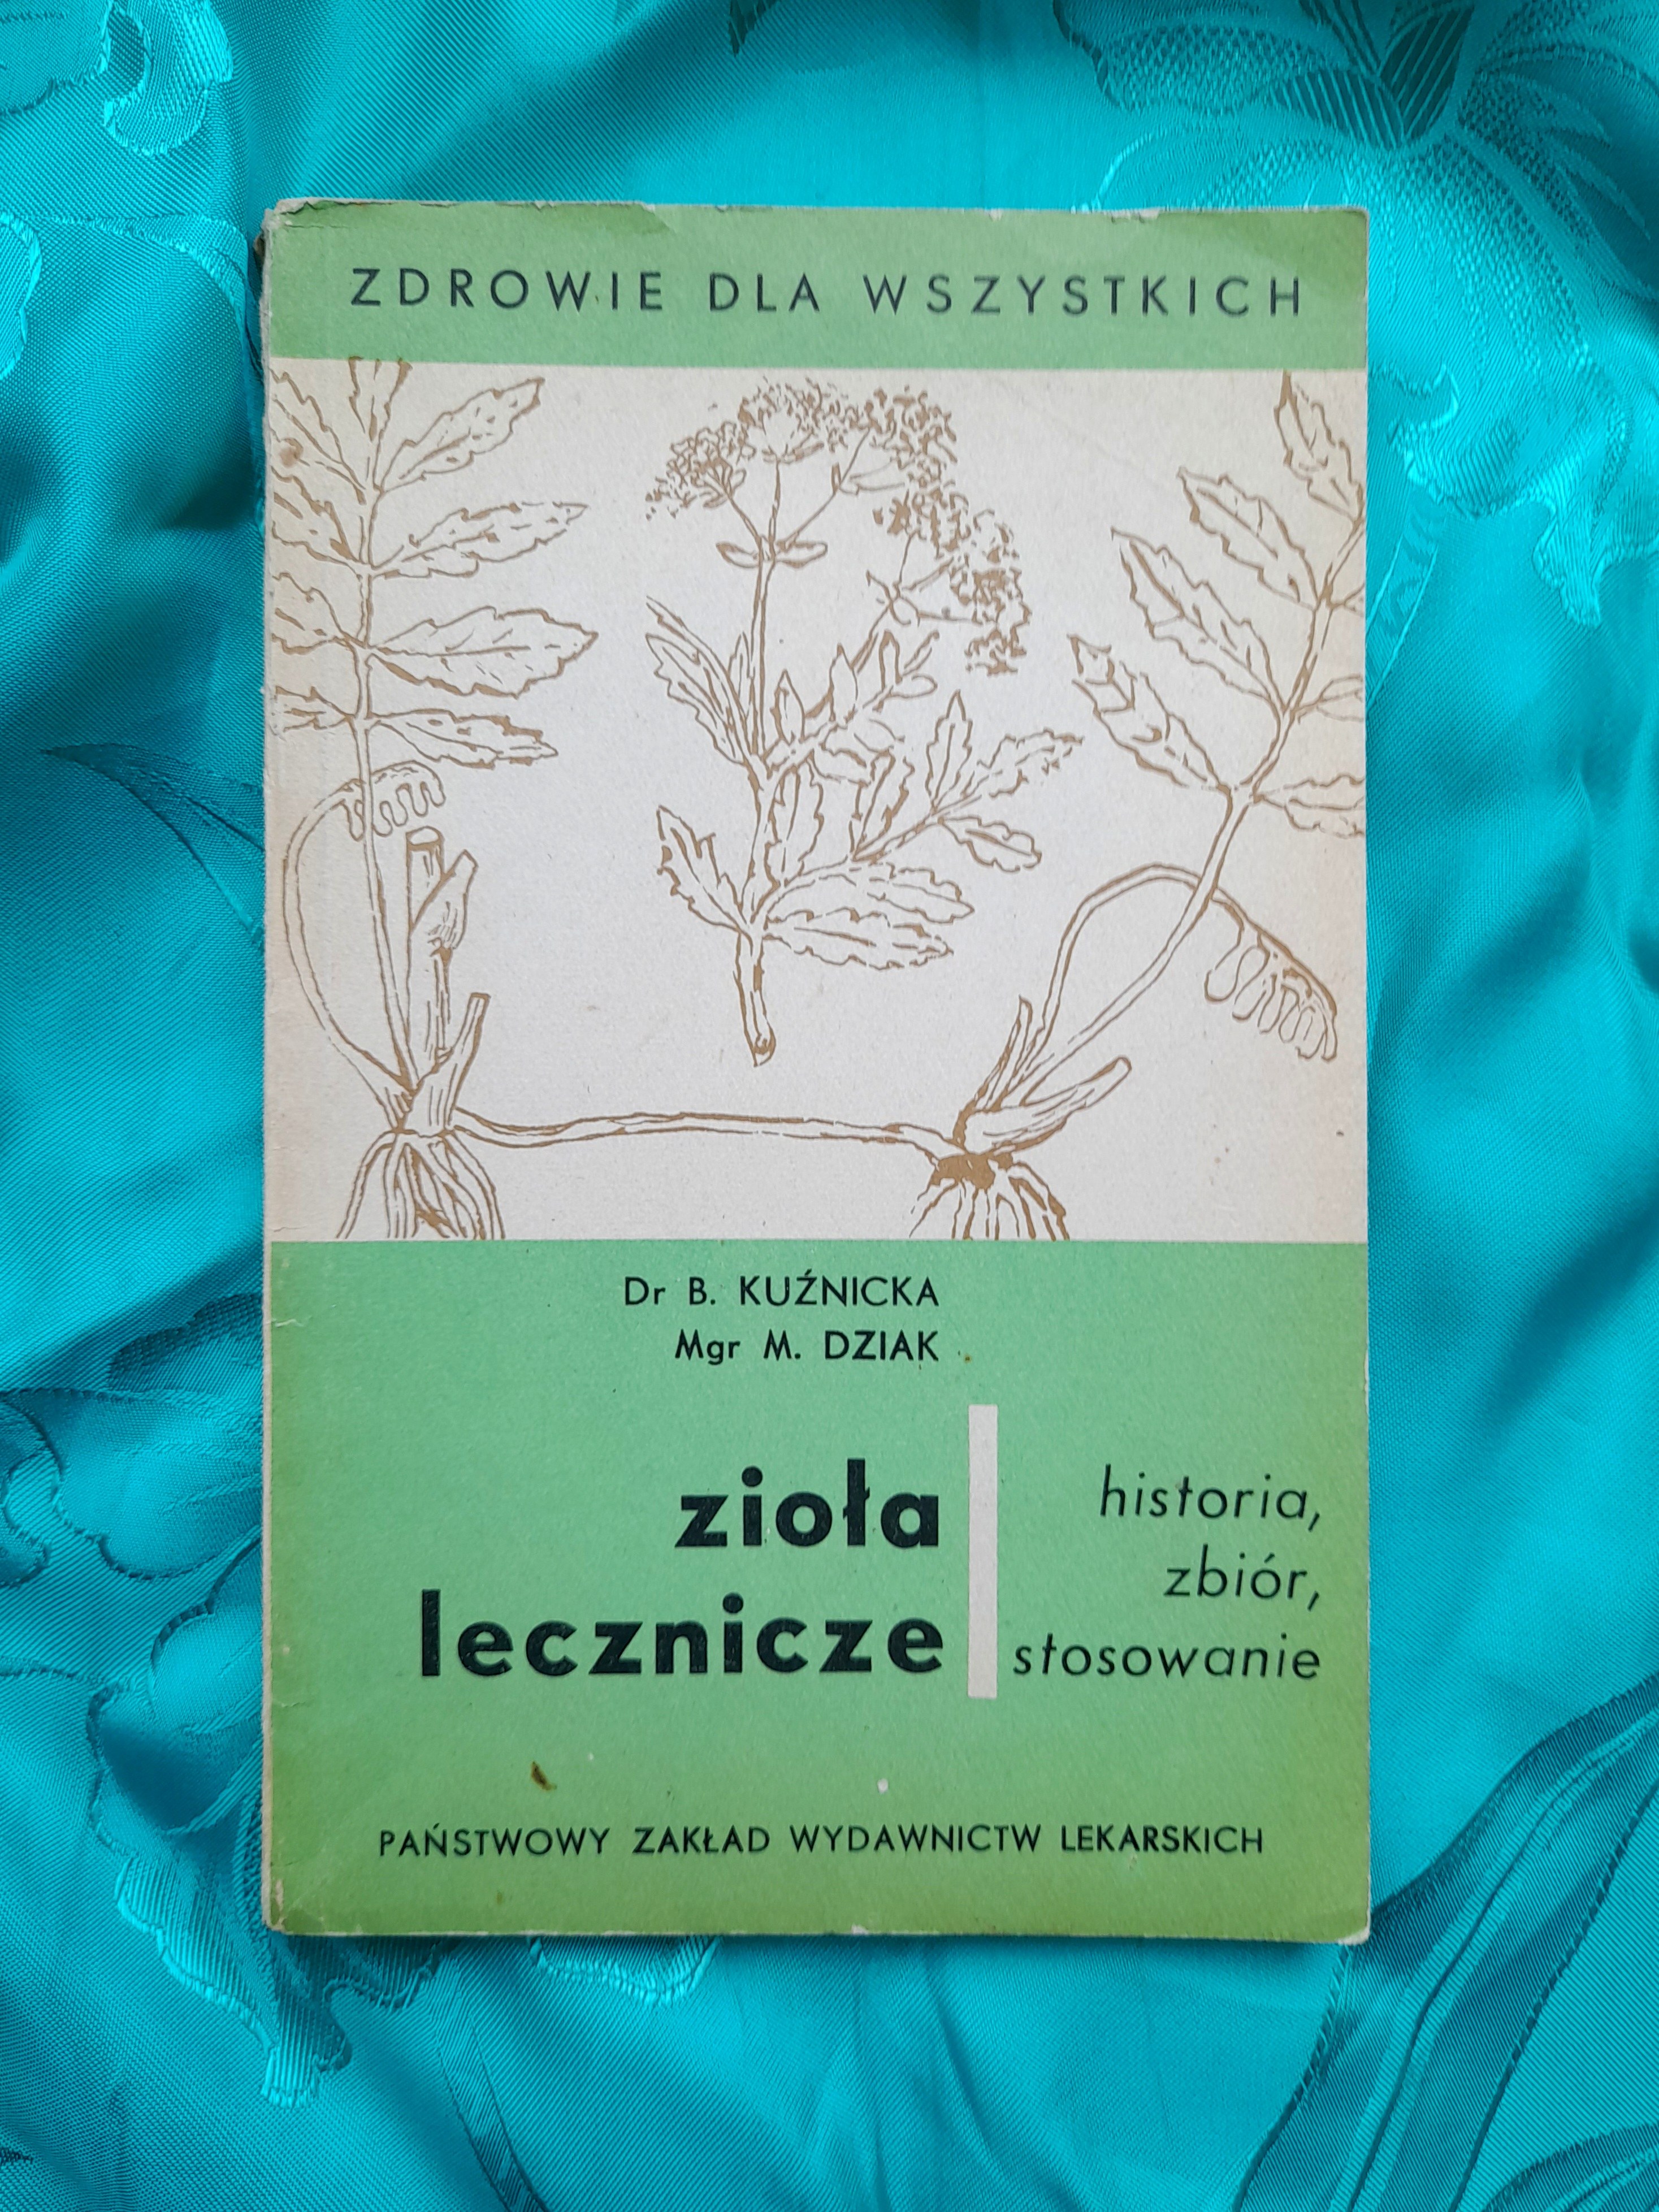 ZDROWIE DLA WSZYSTKICH
Dr B. KUŹNICKA
Mgr M. DZIAK
zioła
lecznicze
historia,
zbiór,
stosowanie
PAŃSTWOWY ZAKŁAD WYDAWNICTW LEKARSKICH